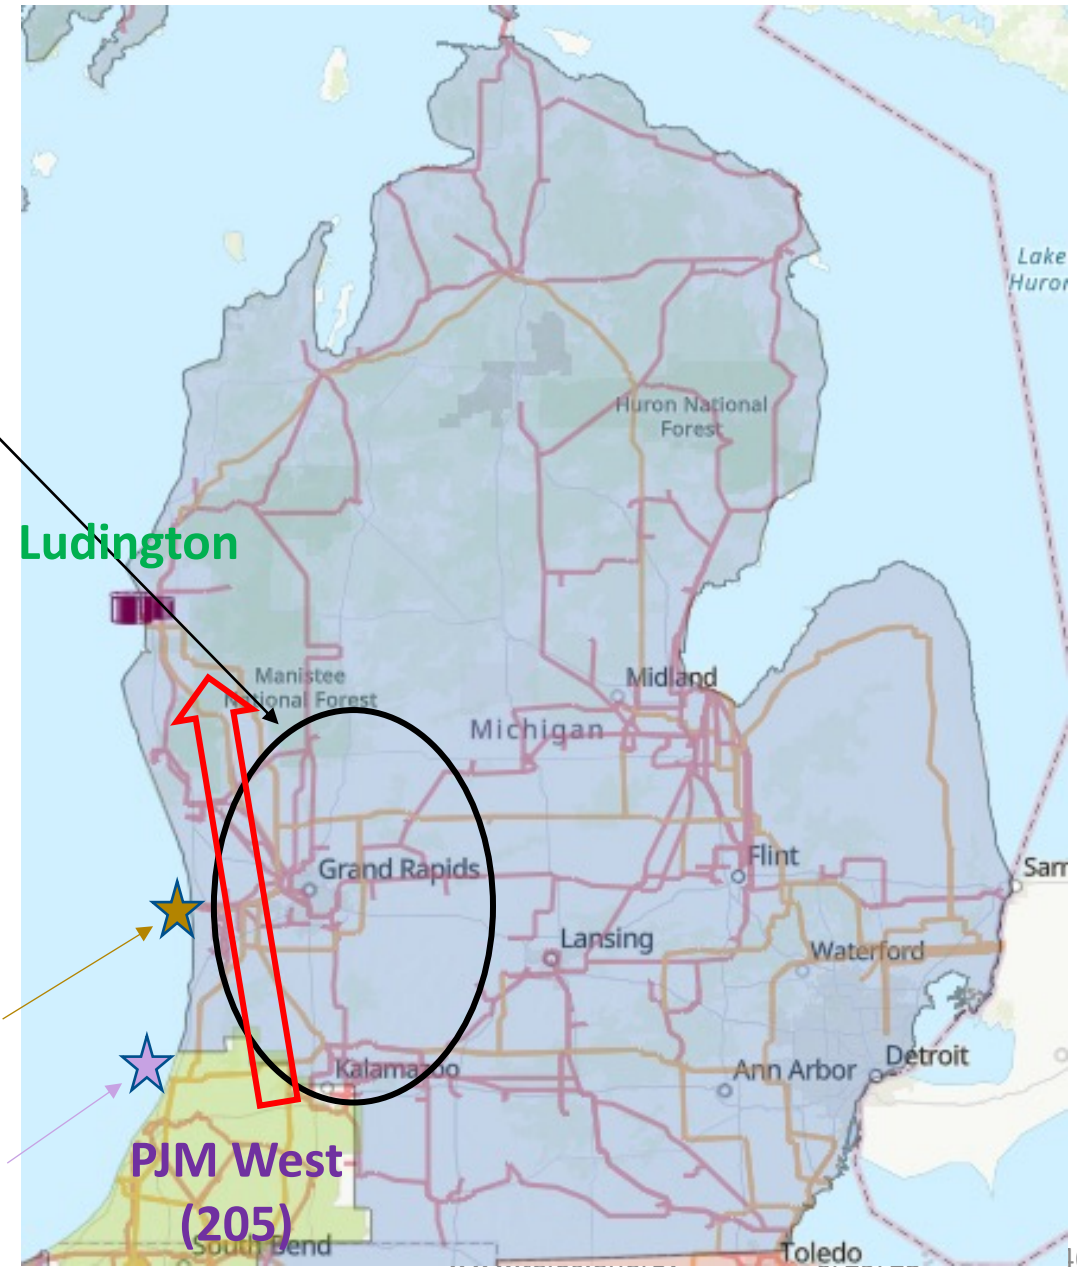 Lake
Huron
Huron National
Forest
Ludington
Manistee
National Forest
Midland
Michigan
Grand Rapids
Flint
Sarn
Lansing
Waterford
Kalamazoo
Ann Arbor
Detroit
PJM West
(205)
South Bend
Toledo